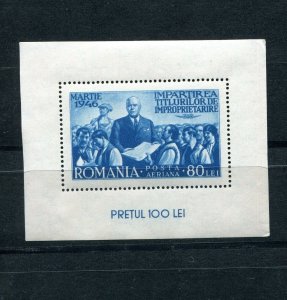 MARTIE
1946
IMPARTIREA
TITLURILOR DE
IMPROPRIETARIRE
ROMANIA POSTA AERIANA 80 LEI
PRETUL 100 LEI